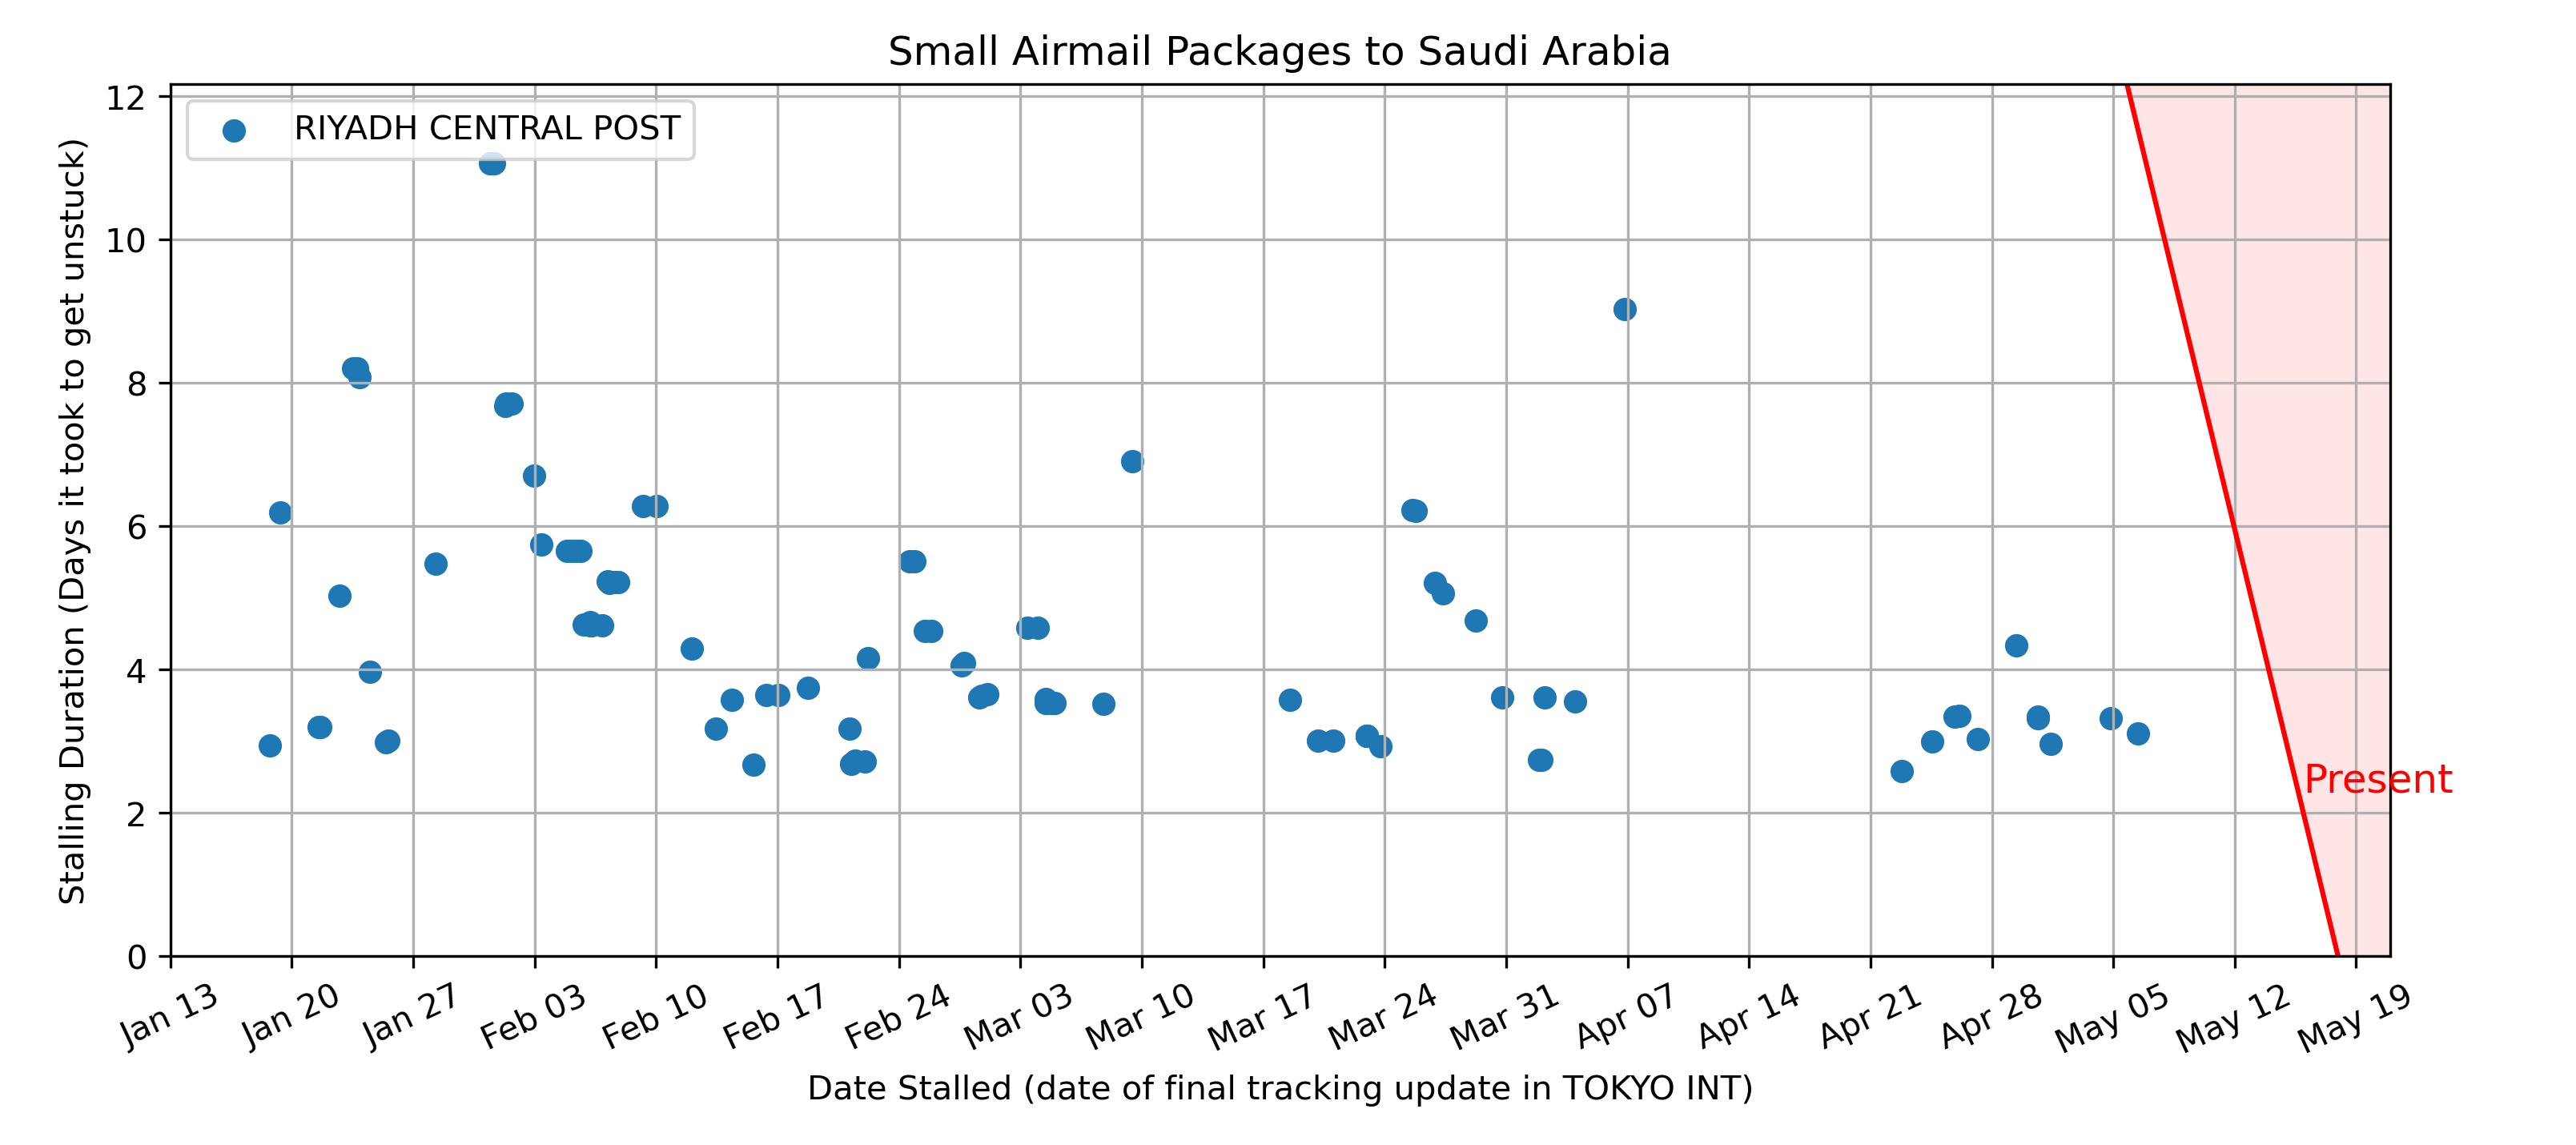 Small Airmail Packages to Saudi Arabia
RIYADH CENTRAL POST
Stalling Duration (Days it took to get unstuck)
12
10
8
6
4
2
0
Present
Jan 13 Jan 20 Jan 27 Feb 03 Feb 10 Feb 17 Feb 24 Mar 03 Mar 10 Mar 17 Mar 24 Mar 31 Apr 07 Apr 14 Apr 21 Apr 28 May 05 May 12 May 19
Date Stalled (date of final tracking update in TOKYO INT)